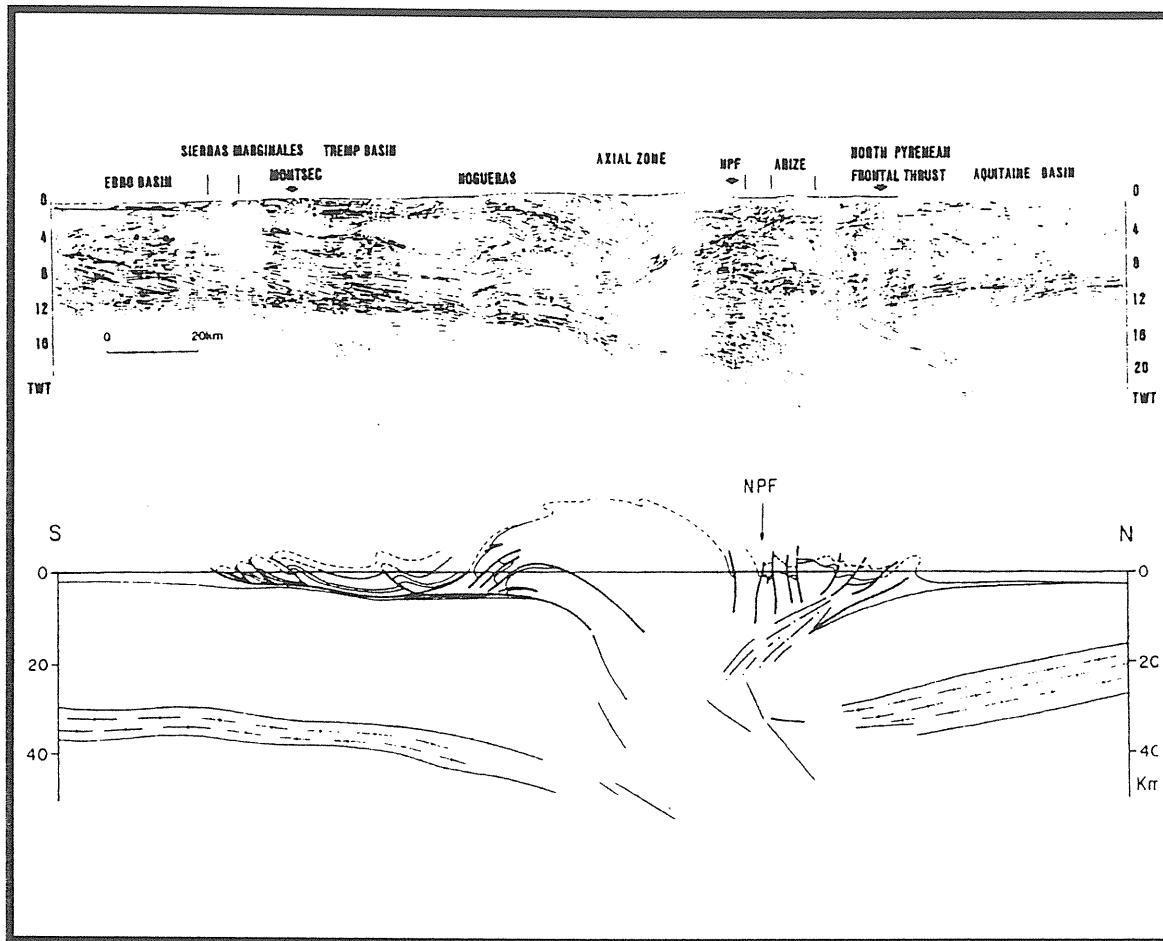 SIERRAS MARGINALES TREMP BASIN
AXIAL ZONE
NPF
ARIZE
NORTH PYRENEAN
EBRO BASIN
MONTSEC
NOGUERAS
FRONTAL THRUST
AQUITAINE BASIN
0
4
8
12
16
TWT
0
4
8
12
16
20
TWT
0 20km
NPF
S
N
0
20
40
0
20
40
Km